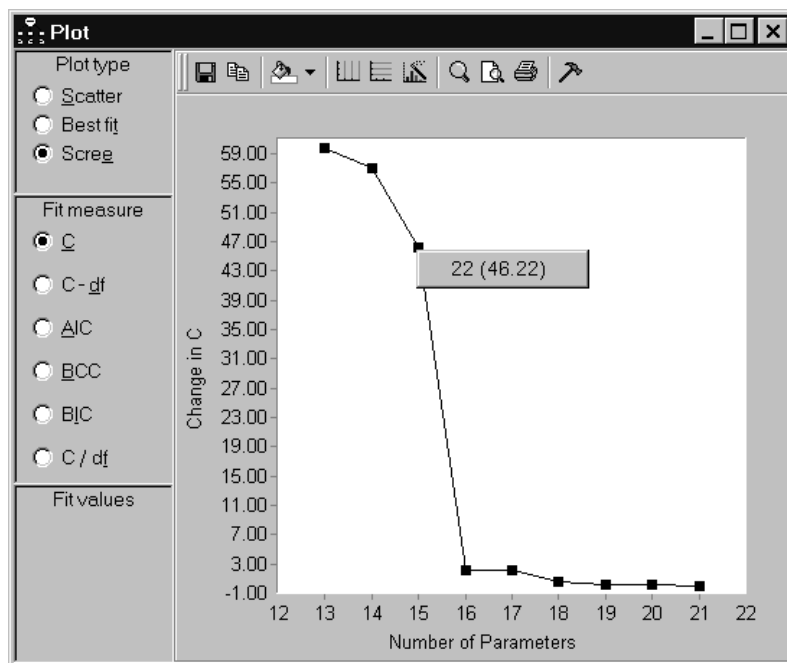 Plot
Plot type
Scatter
Best fit
Scree
Fit measure
C
C - df
AIC
BCC
BIC
C / df
Fit values
59.00
55.00
51.00
47.00
43.00
39.00
35.00
31.00
27.00
23.00
19.00
15.00
11.00
7.00
3.00
-1.00
Change in C
22 (46.22)
12 13 14 15 16 17 18 19 20 21 22
Number of Parameters